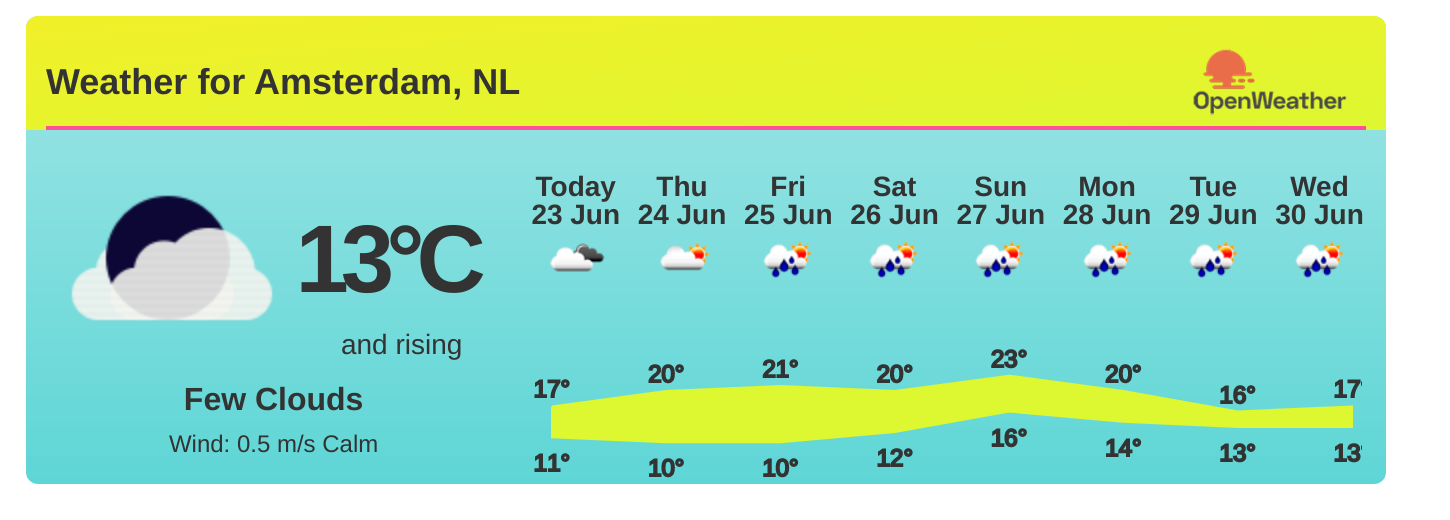 Weather for Amsterdam, NL
OpenWeather
13°C
and rising
Few Clouds
Wind: 0.5 m/s Calm
Today Thu Fri Sat Sun Mon Tue Wed
23 Jun 24 Jun 25 Jun 26 Jun 27 Jun 28 Jun 29 Jun 30 Jun
17° 20° 21° 20° 23° 20° 16° 17°
11° 10° 10° 12° 16° 14° 13° 13°